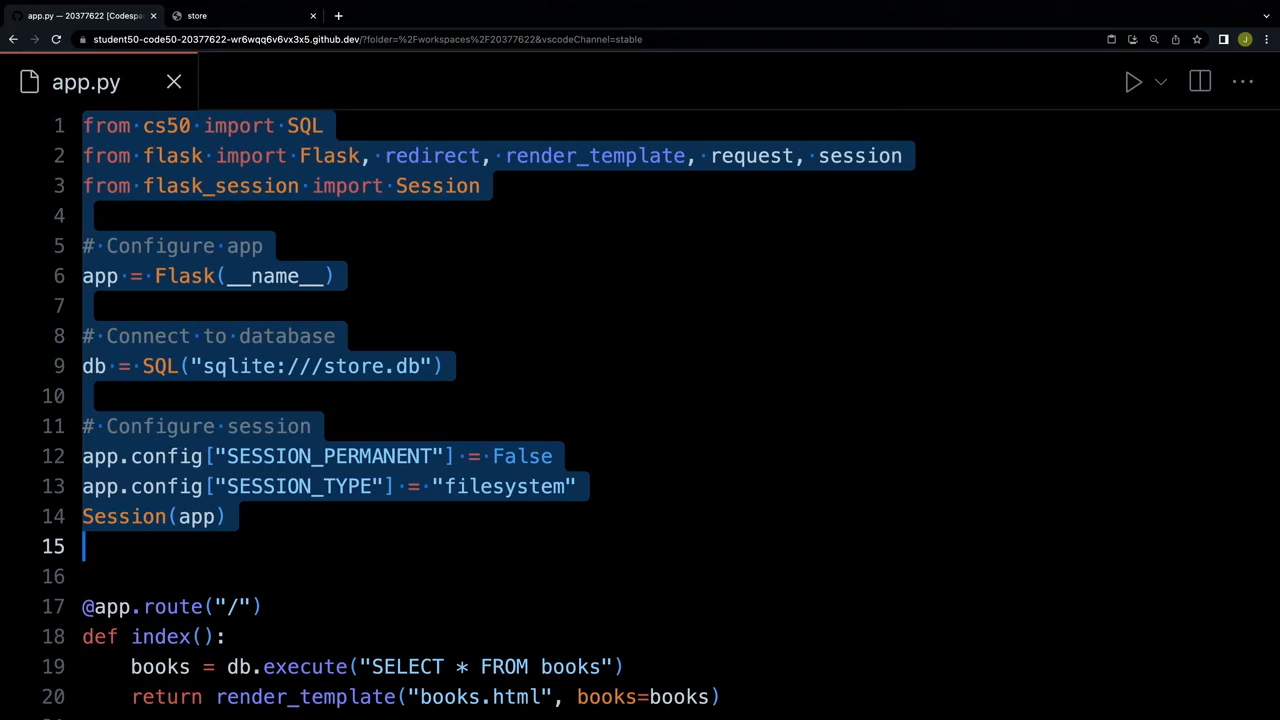 app.py — 20377622 [Codespa
store
student50-code50-20377622-wr6wqq6v6vx3x5.github.dev/?folder=%2Fworkspaces%2F20377622&vscodeChannel=stable
J
app.py
1 from cs50 import SQL
2 from flask import Flask, redirect, render_template, request, session
3 from flask_session import Session
4
5 # Configure app
6 app = Flask(__name__)
7
8 # Connect to database
9 db = SQL("sqlite:///store.db")
10
11 # Configure session
12 app.config["SESSION_PERMANENT"] = False
13 app.config["SESSION_TYPE"] = "filesystem"
14 Session(app)
15
16
17 @app.route("/")
18 def index():
19     books = db.execute("SELECT * FROM books")
20     return render_template("books.html", books=books)